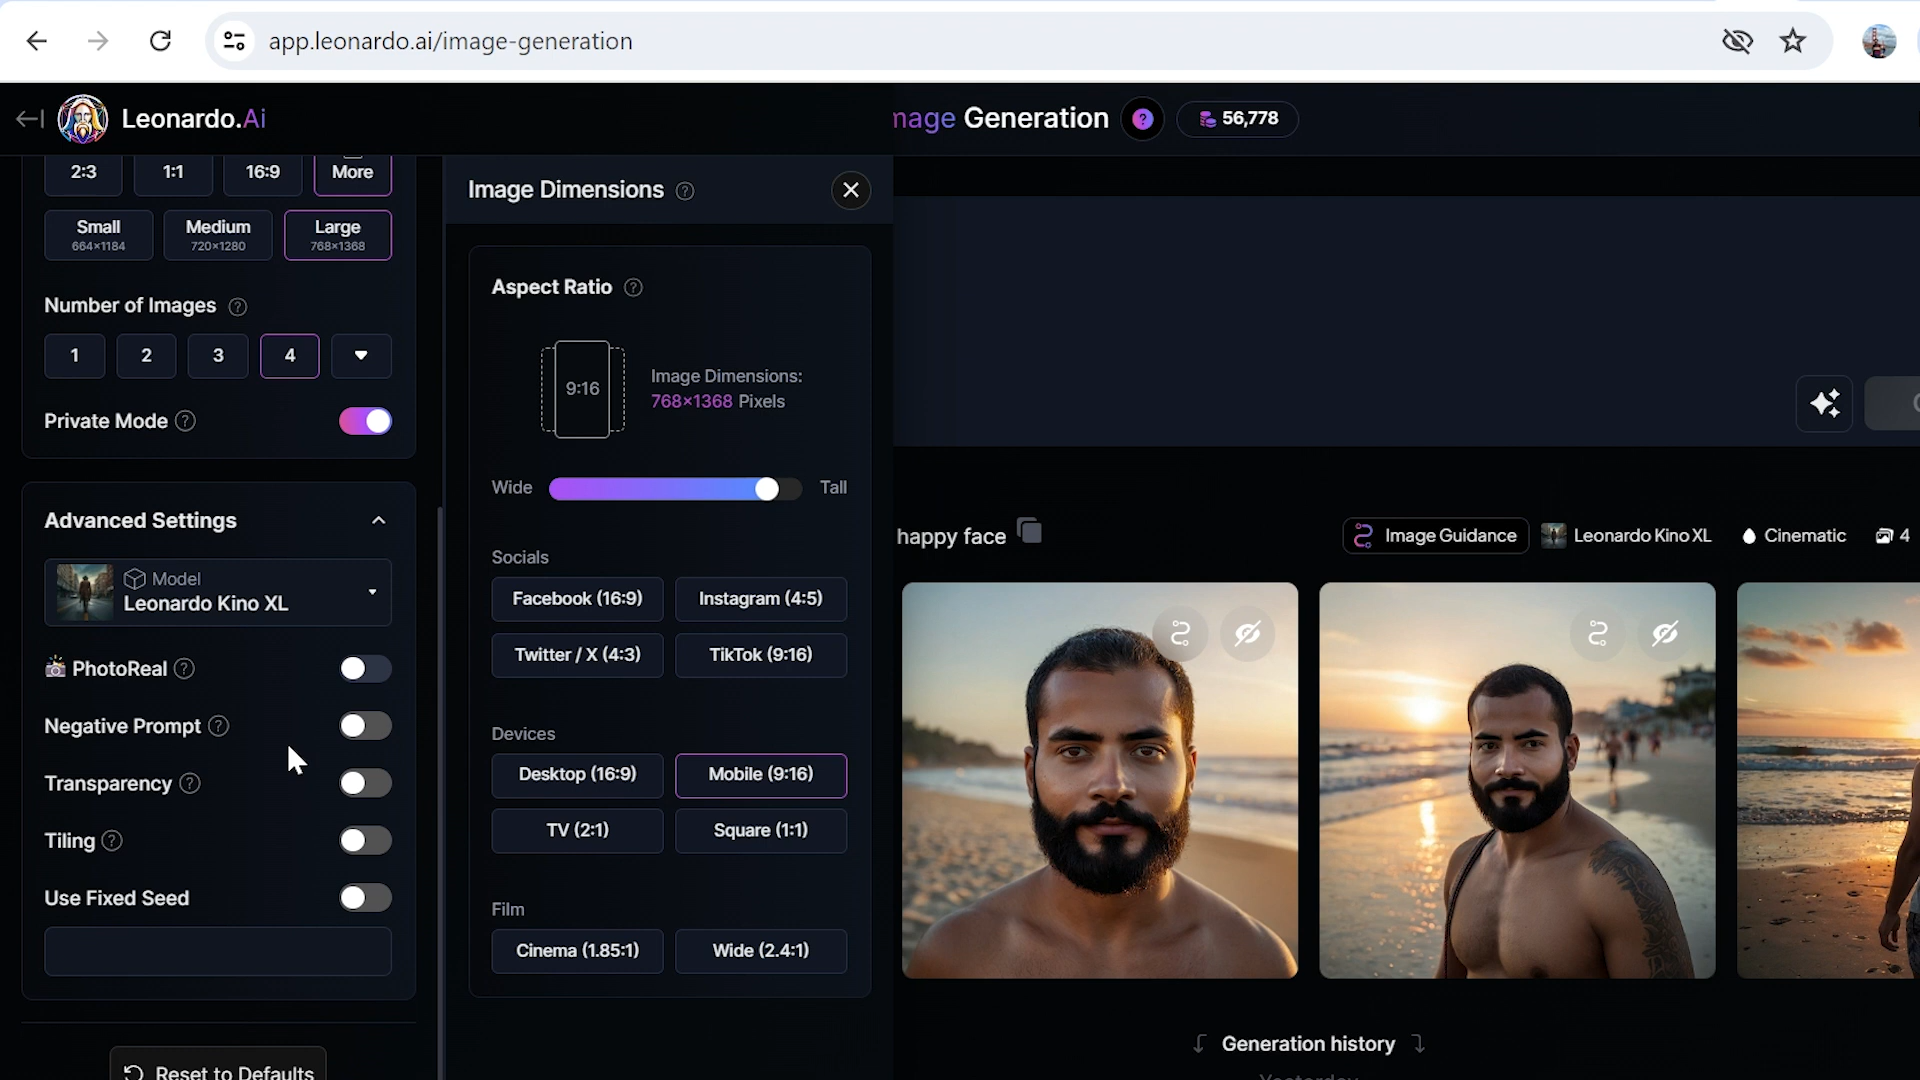 app.leonardo.ai/image-generation
Leonardo.Ai
mage Generation
56,778
2:3
1:1
16:9
More
Small
664×1184
Medium
720×1280
Large
768×1368
Number of Images
1
2
3
4
Private Mode
Advanced Settings
Model
Leonardo Kino XL
PhotoReal
Negative Prompt
Transparency
Tiling
Use Fixed Seed
Reset to Defaults
Image Dimensions
Aspect Ratio
9:16
Image Dimensions:
768×1368 Pixels
Wide
Tall
Socials
Facebook (16:9)
Instagram (4:5)
Twitter / X (4:3)
TikTok (9:16)
Devices
Desktop (16:9)
Mobile (9:16)
TV (2:1)
Square (1:1)
Film
Cinema (1.85:1)
Wide (2.4:1)
happy face
Image Guidance
Leonardo Kino XL
Cinematic
4
Generation history
Yesterday